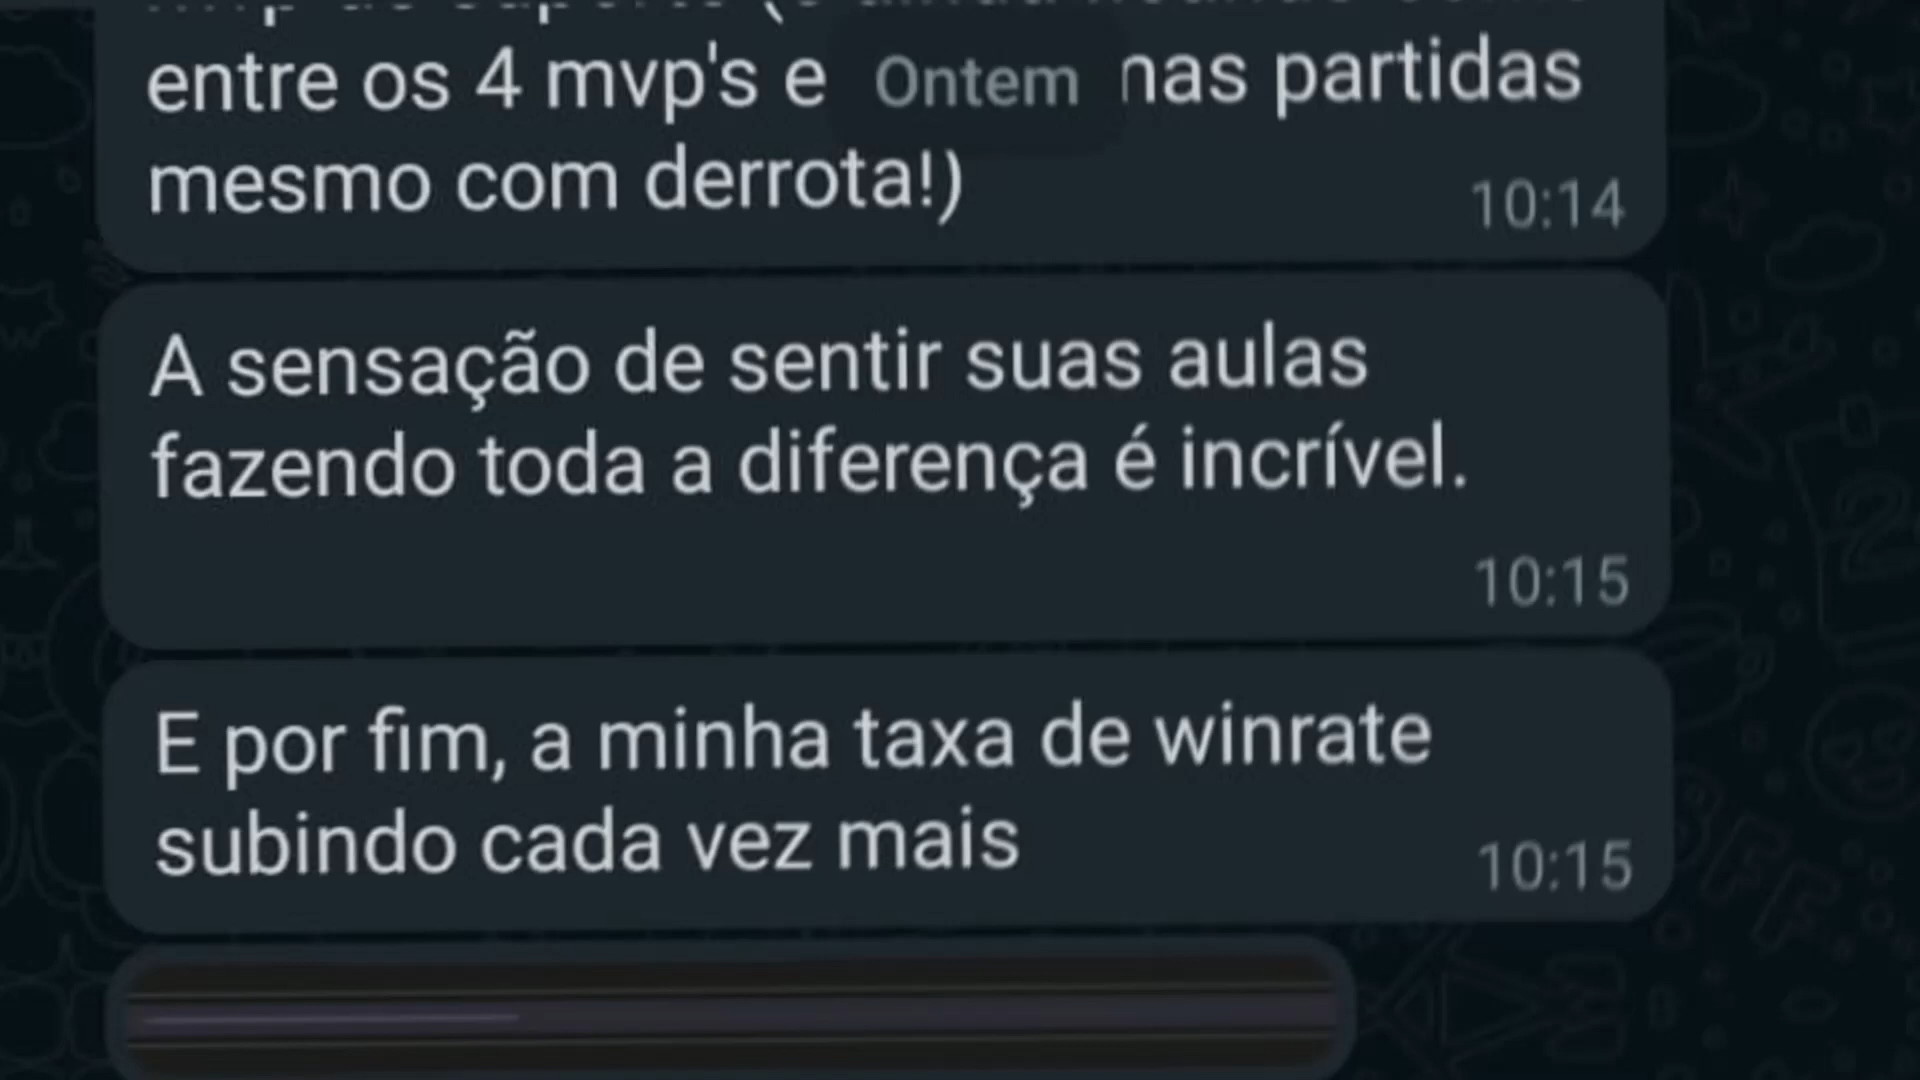 entre os 4 mvp's e Ontem nas partidas
mesmo com derrota!)
10:14
A sensação de sentir suas aulas
fazendo toda a diferença é incrível.
10:15
E por fim, a minha taxa de winrate
subindo cada vez mais
10:15